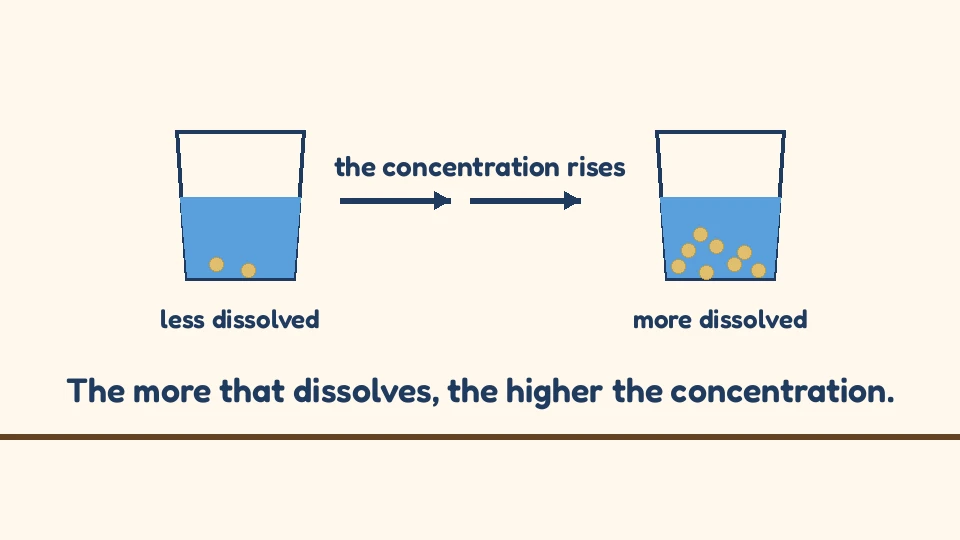 the concentration rises
less dissolved
more dissolved
The more that dissolves, the higher the concentration.